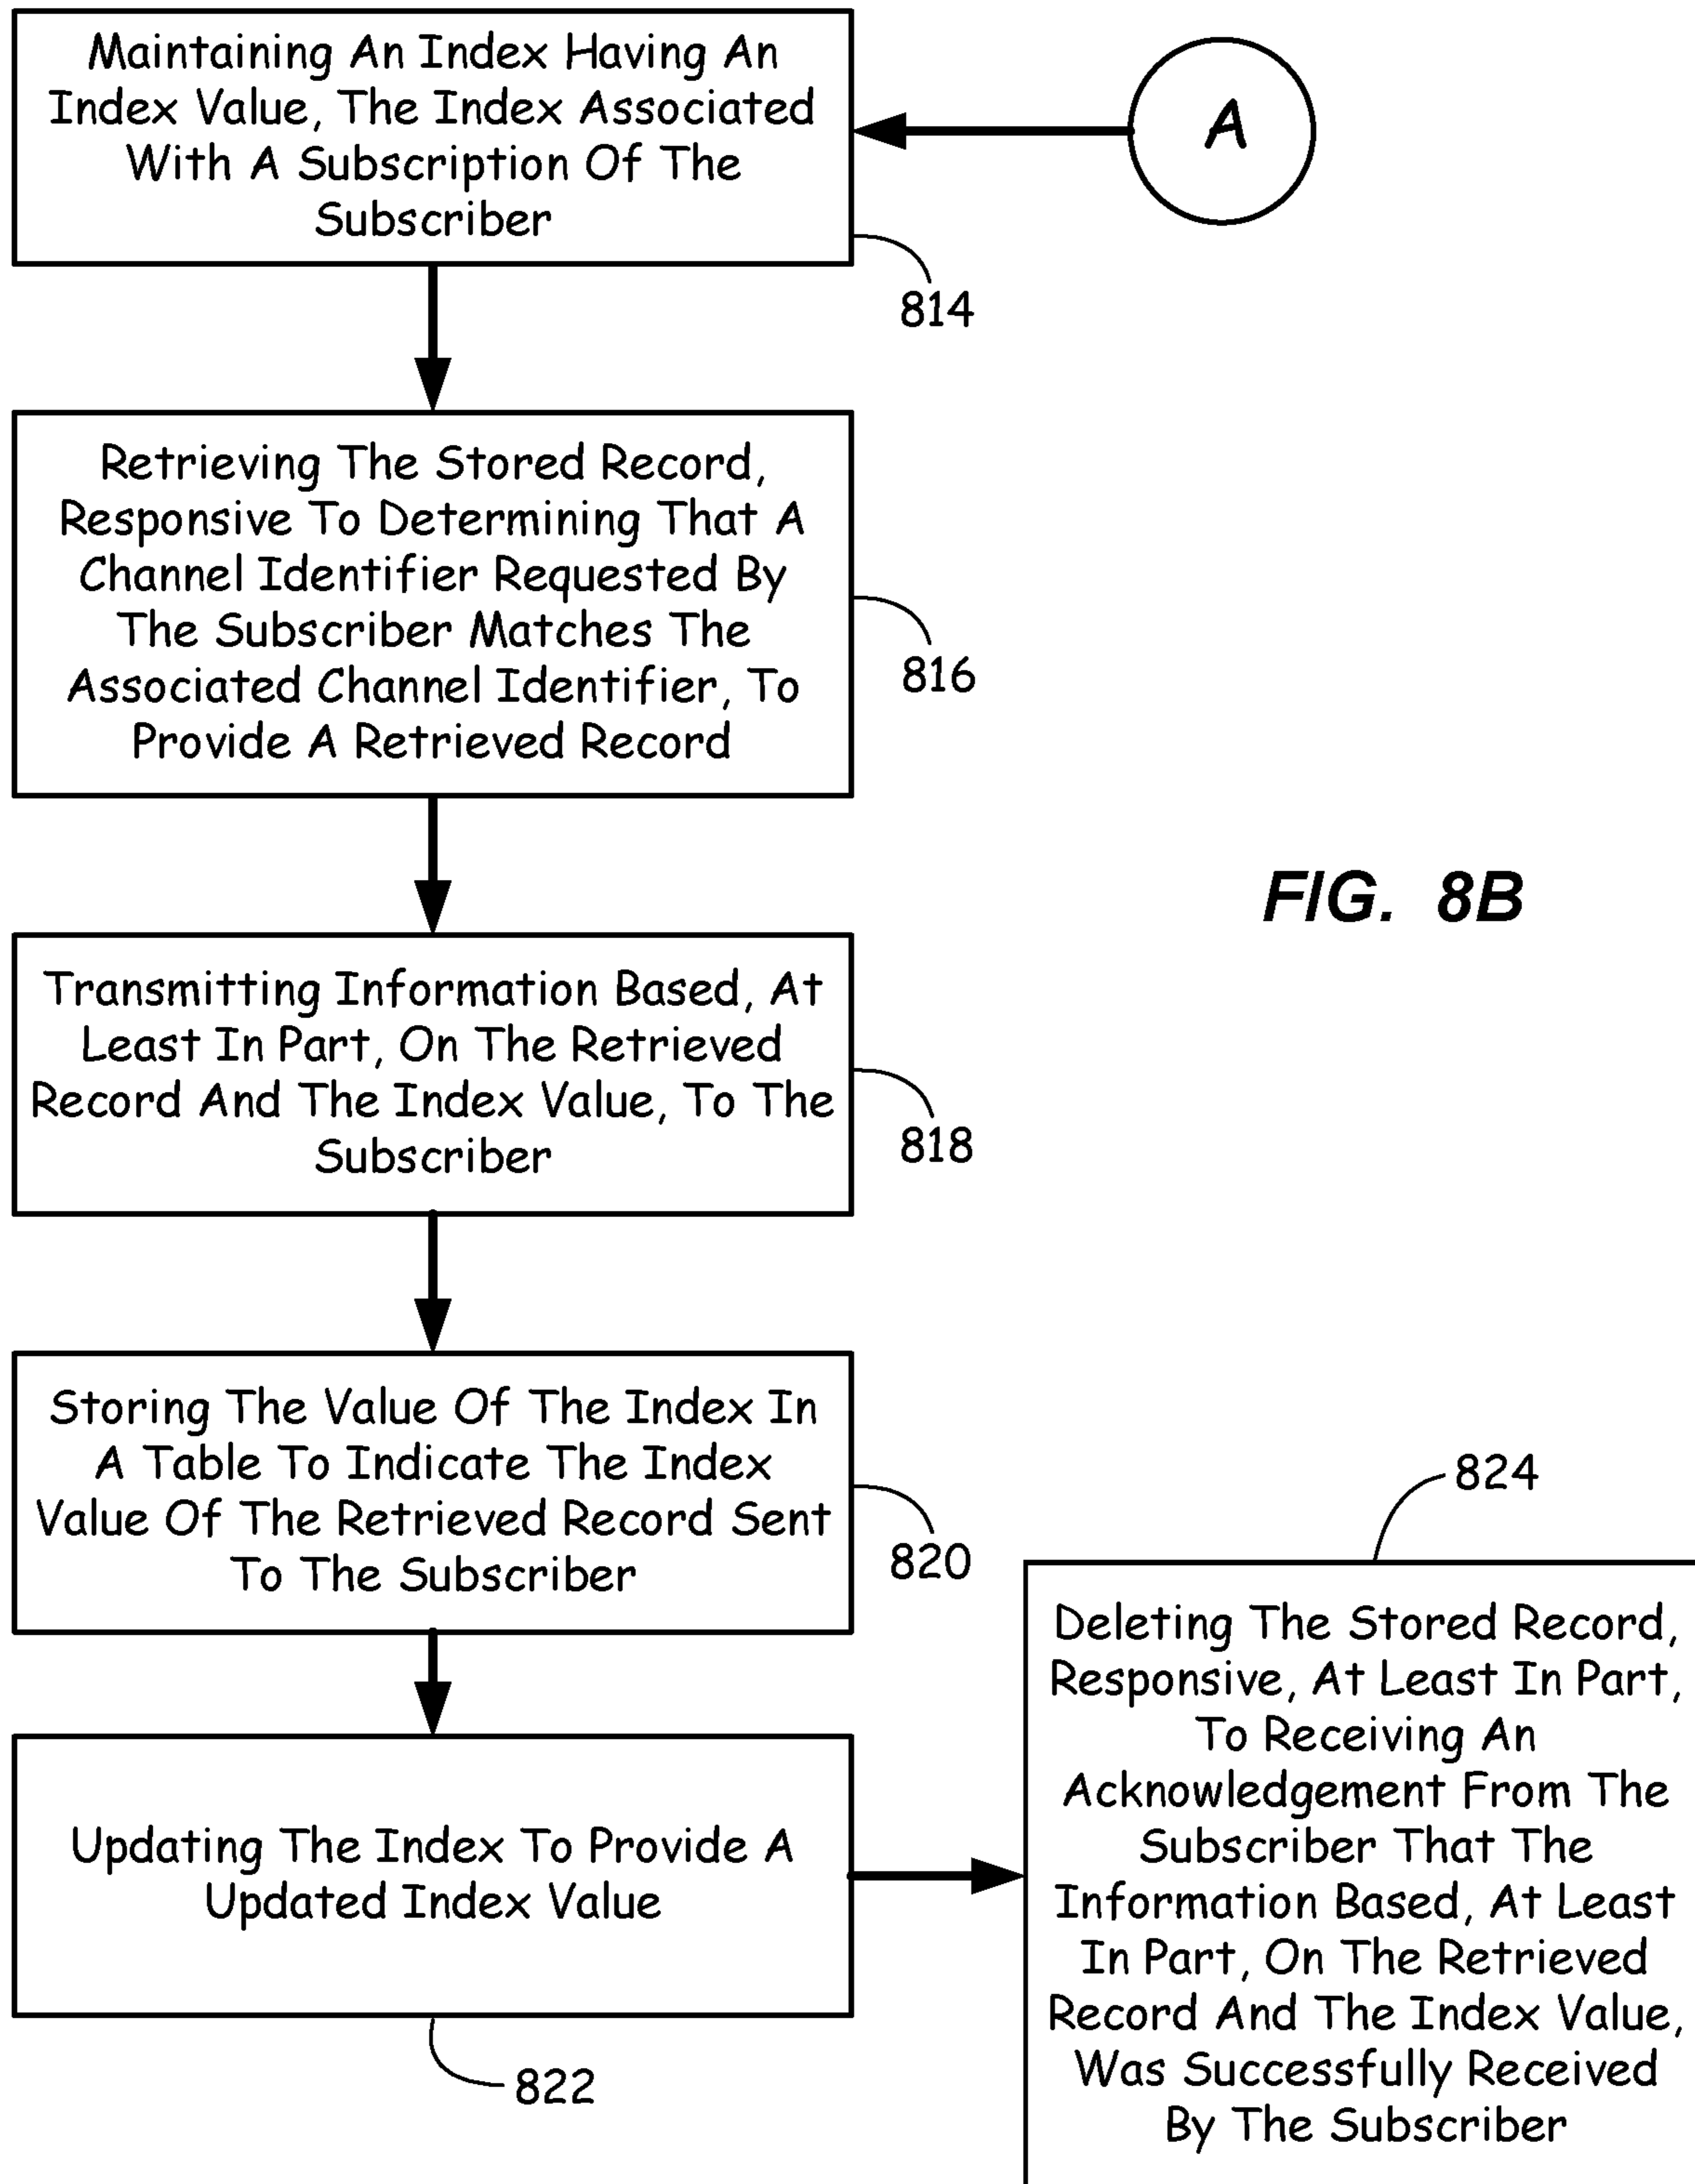 Maintaining An Index Having An
Index Value, The Index Associated
With A Subscription Of The
Subscriber
A
814
Retrieving The Stored Record,
Responsive To Determining That A
Channel Identifier Requested By
The Subscriber Matches The
Associated Channel Identifier, To
Provide A Retrieved Record
816
FIG. 8B
Transmitting Information Based, At
Least In Part, On The Retrieved
Record And The Index Value, To The
Subscriber
818
Storing The Value Of The Index In
A Table To Indicate The Index
Value Of The Retrieved Record Sent
To The Subscriber
820
Updating The Index To Provide A
Updated Index Value
822
824
Deleting The Stored Record,
Responsive, At Least In Part,
To Receiving An
Acknowledgement From The
Subscriber That The
Information Based, At Least
In Part, On The Retrieved
Record And The Index Value,
Was Successfully Received
By The Subscriber